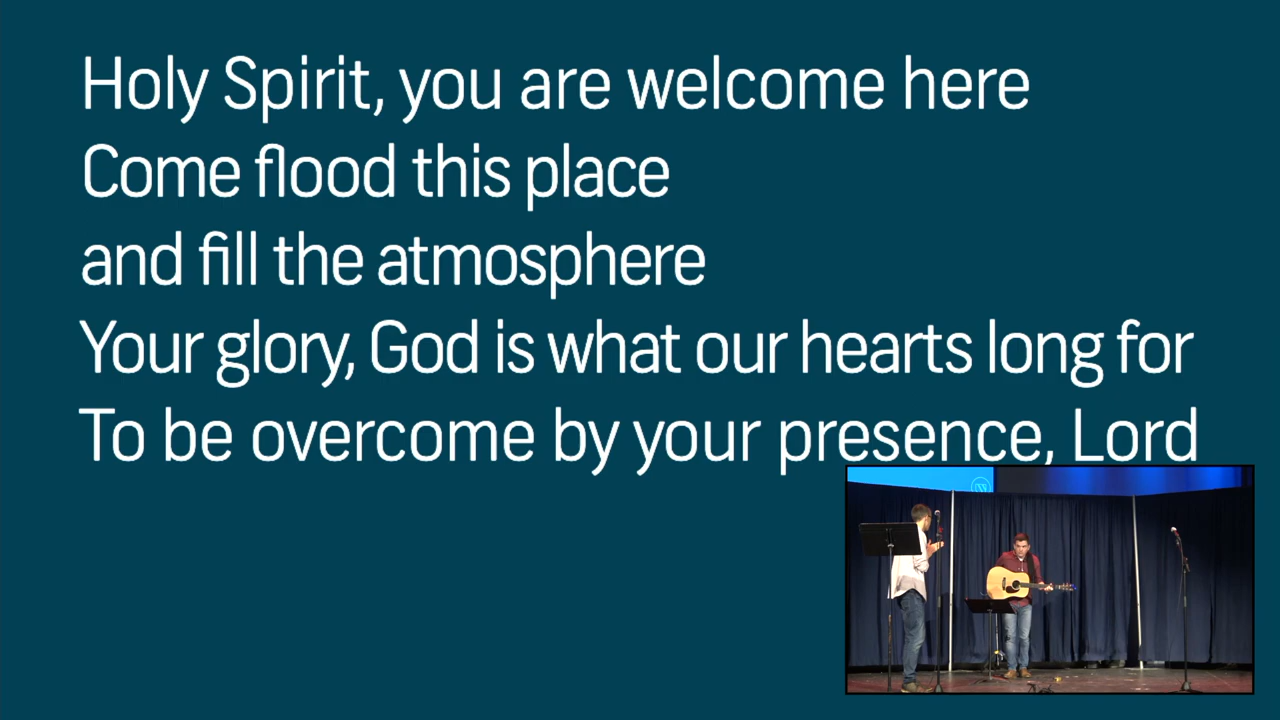 Holy Spirit, you are welcome here
Come flood this place
and fill the atmosphere
Your glory, God is what our hearts long for
To be overcome by your presence, Lord